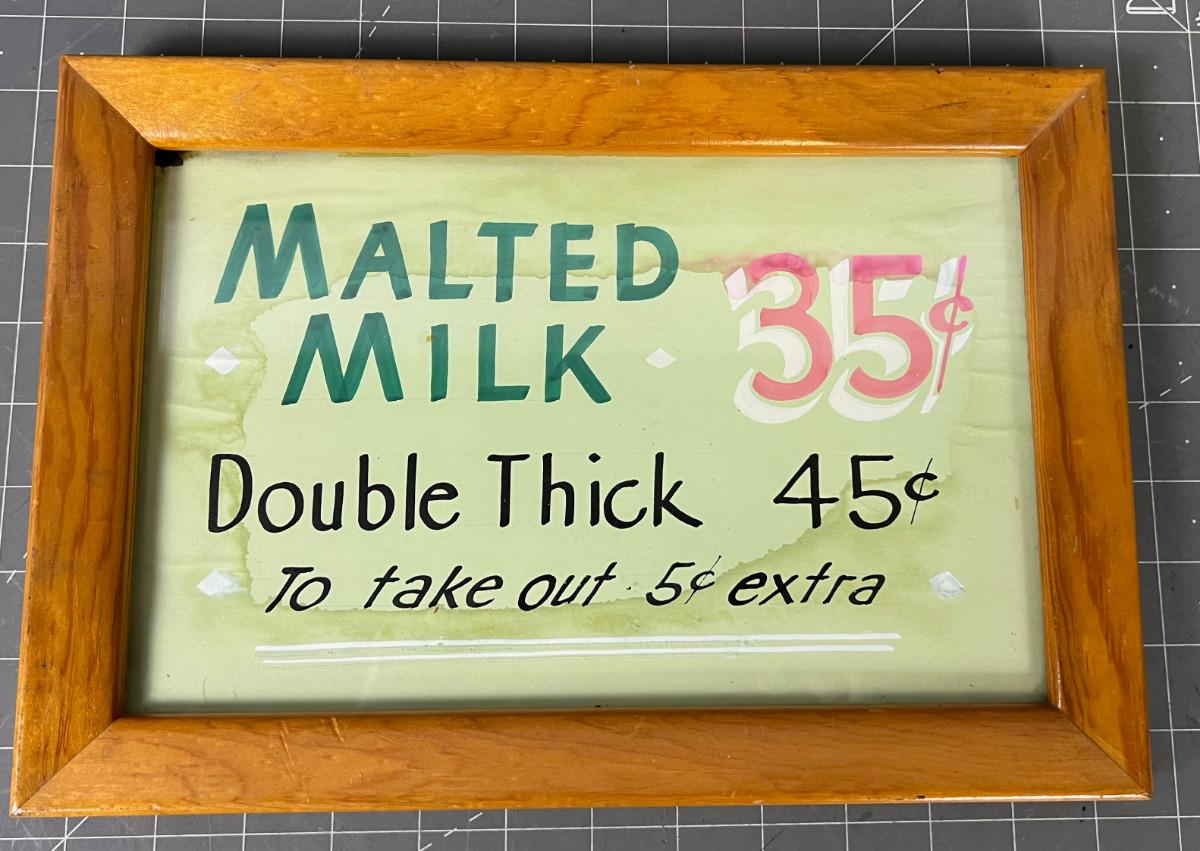 MALTED
MILK 35¢
Double Thick 45¢
To take out 5¢ extra